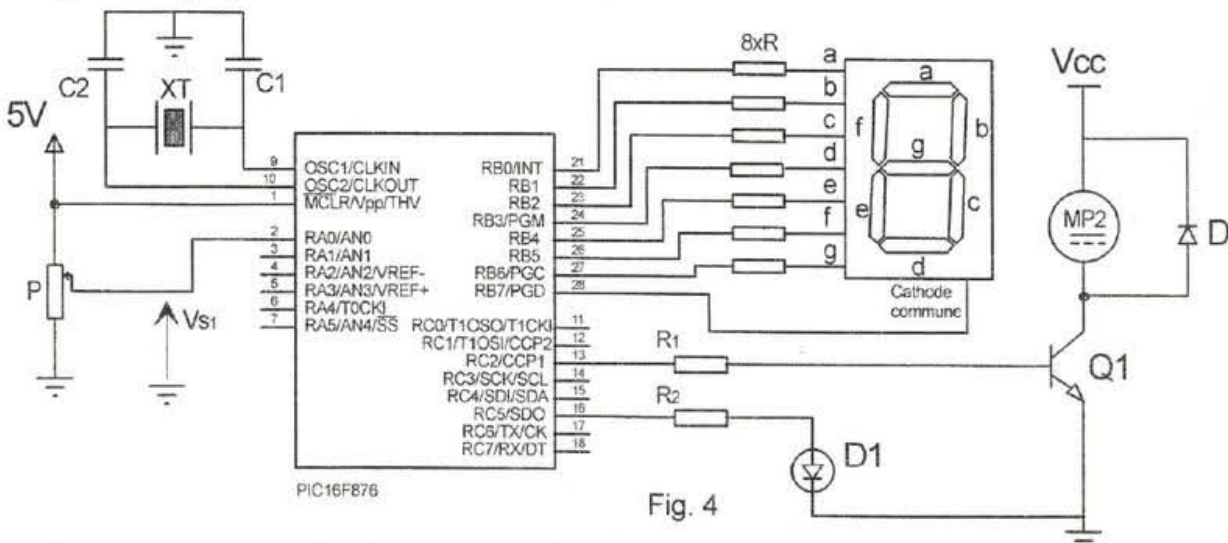 C2
XT
C1
5V
P
VS1
9 OSC1/CLKIN
10 OSC2/CLKOUT
1 MCLR/Vpp/THV
2 RA0/AN0
3 RA1/AN1
4 RA2/AN2/VREF-
5 RA3/AN3/VREF+
6 RA4/T0CKI
7 RA5/AN4/SS
RB0/INT 21
RB1 22
RB2 23
RB3/PGM 24
RB4 25
RB5 26
RB6/PGC 27
RB7/PGD 28
RC0/T1OSO/T1CKI 11
RC1/T1OSI/CCP2 12
RC2/CCP1 13
RC3/SCK/SCL 14
RC4/SDI/SDA 15
RC5/SDO 16
RC6/TX/CK 17
RC7/RX/DT 18
PIC16F876
8xR
a
b
c
d
e
f
g
a
b
c
d
e
f
g
Cathode
commune
R1
R2
D1
Vcc
MP2
D
Q1
Fig. 4